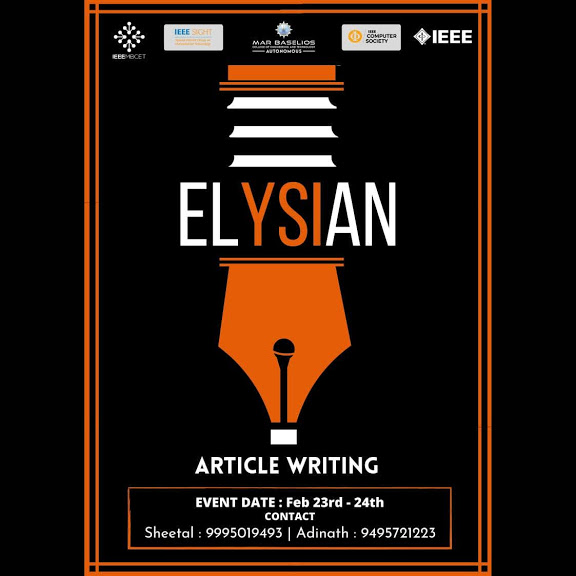 IEEEMBCET
IEEE SIGHT
MAR BASELIOS
AUTONOMOUS
IEEE
COMPUTER
SOCIETY
IEEE
ELYSIAN
ARTICLE WRITING
EVENT DATE : Feb 23rd - 24th
CONTACT
Sheetal : 9995019493 | Adinath : 9495721223